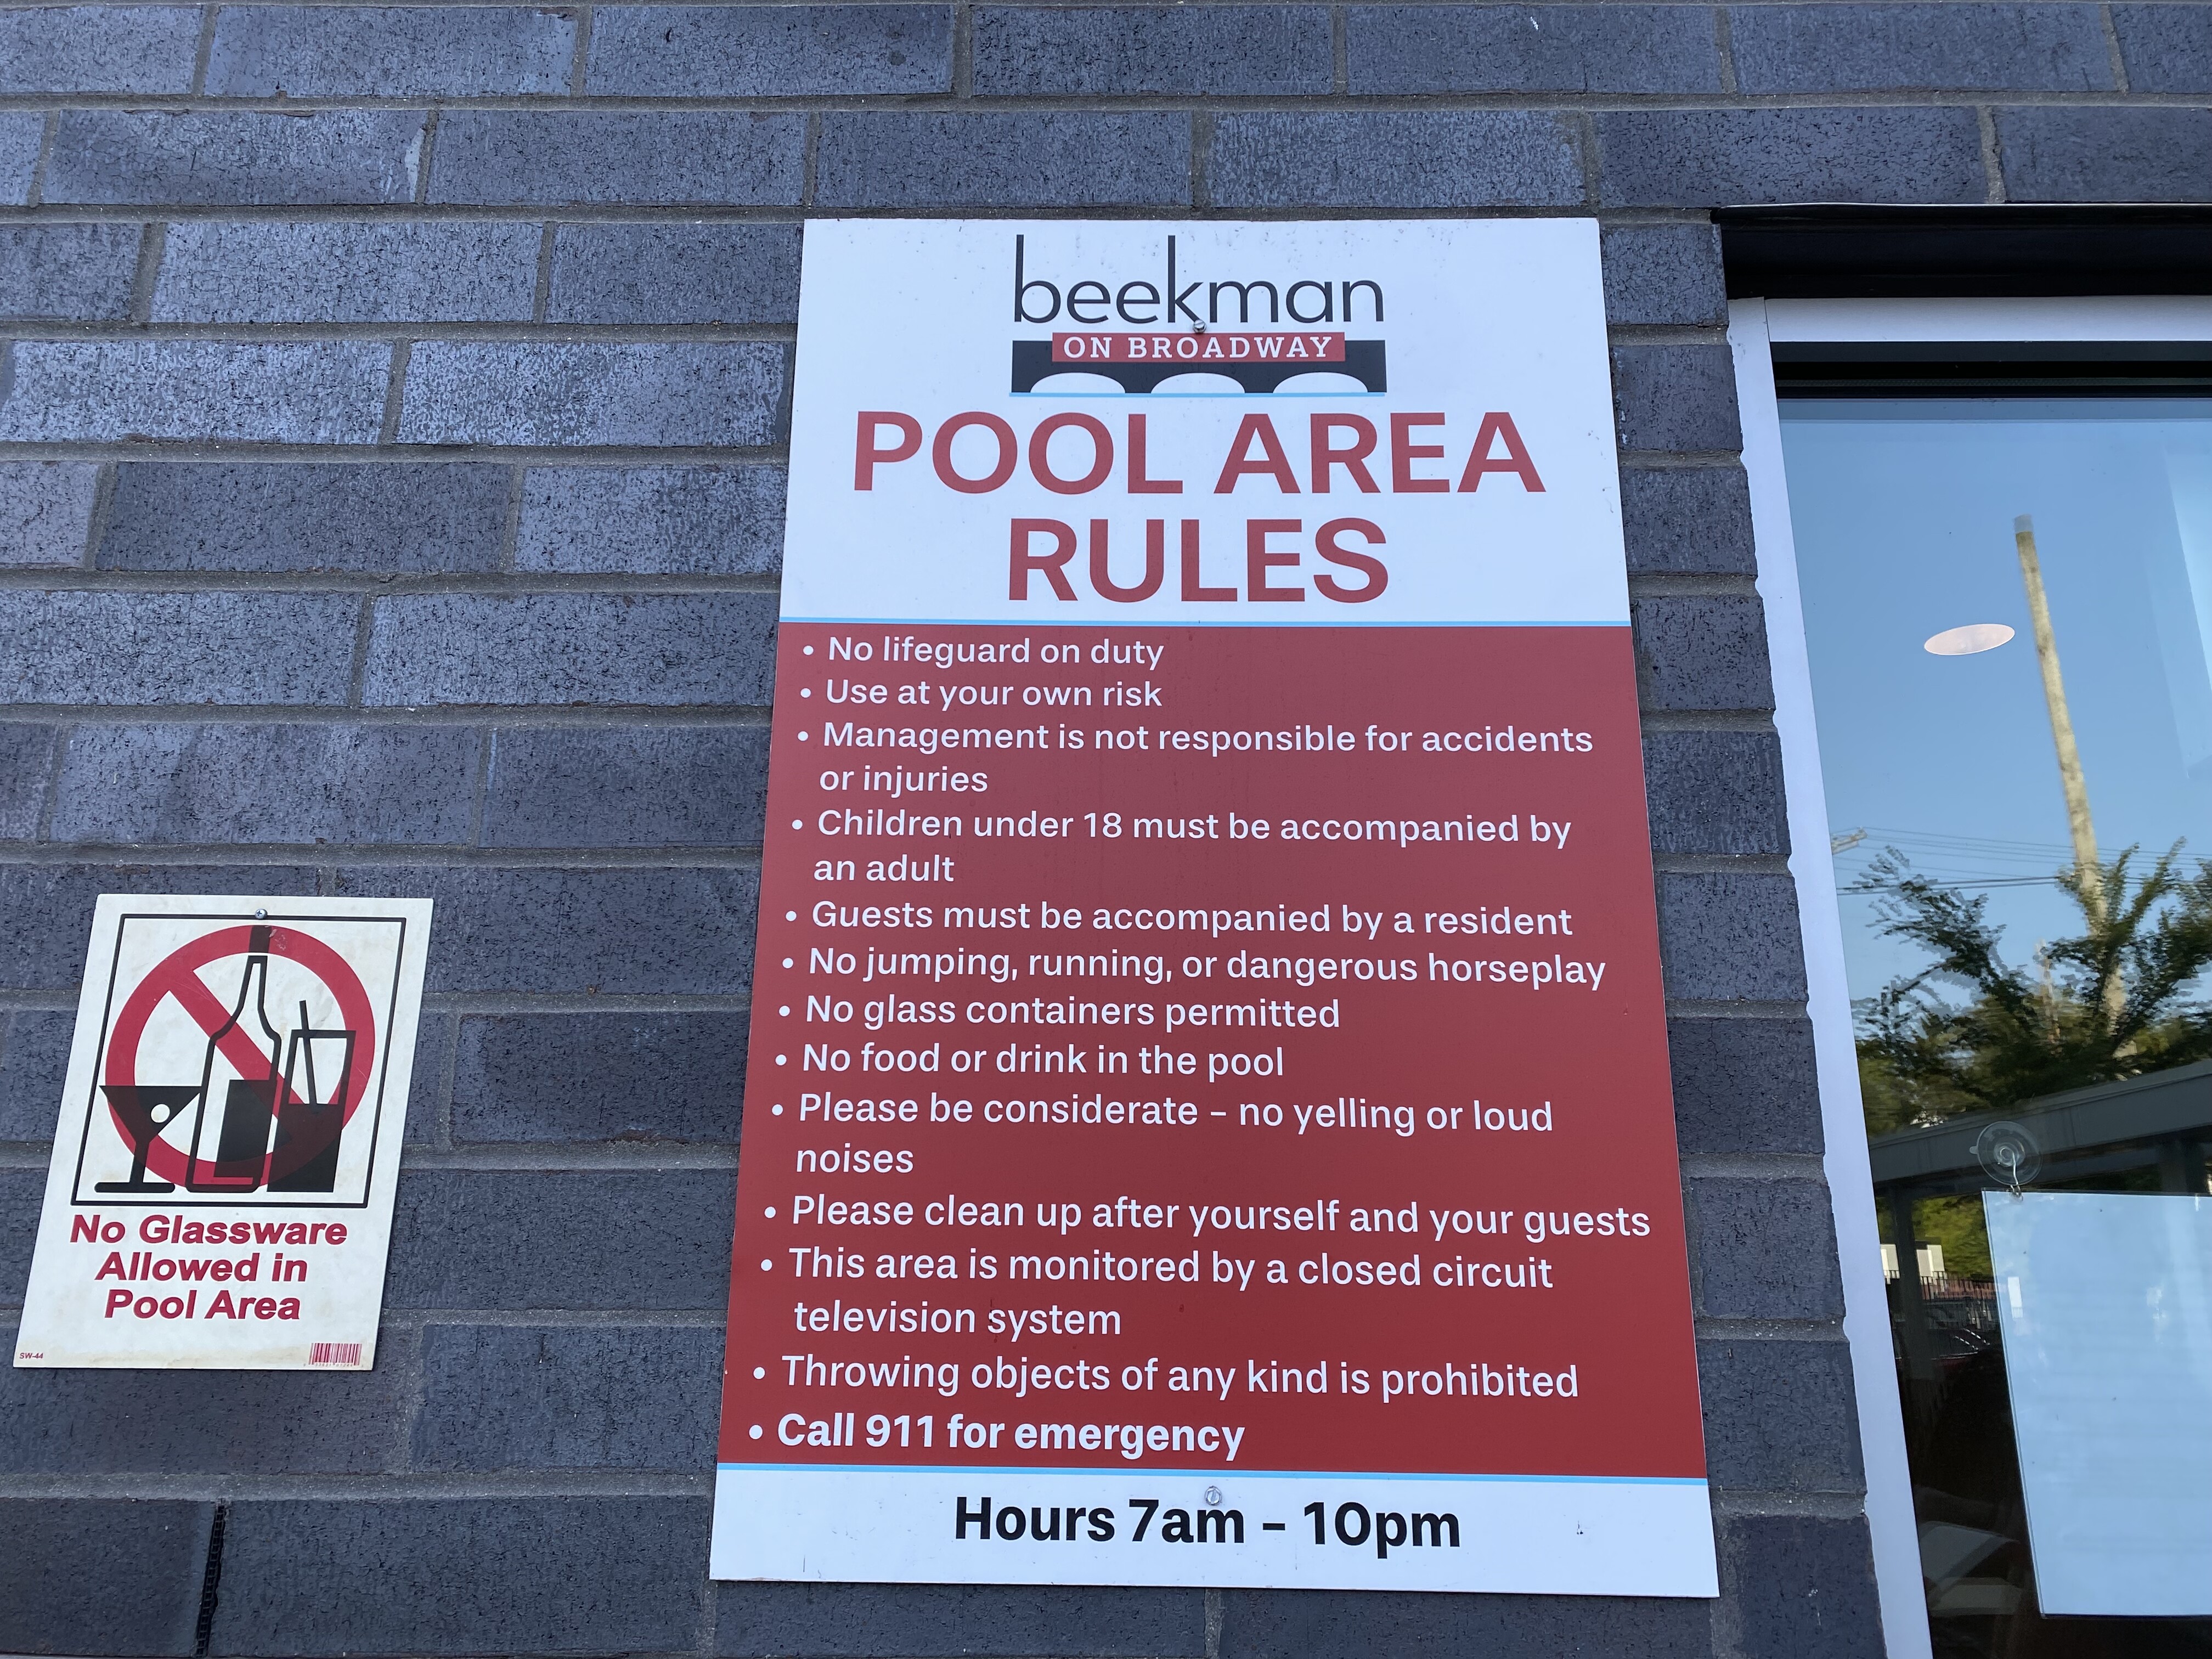 beekman
ON BROADWAY
POOL AREA
RULES
• No lifeguard on duty
• Use at your own risk
• Management is not responsible for accidents
or injuries
• Children under 18 must be accompanied by
an adult
• Guests must be accompanied by a resident
• No jumping, running, or dangerous horseplay
• No glass containers permitted
• No food or drink in the pool
• Please be considerate – no yelling or loud
noises
• Please clean up after yourself and your guests
• This area is monitored by a closed circuit
television system
• Throwing objects of any kind is prohibited
• Call 911 for emergency
Hours 7am – 10pm
No Glassware
Allowed in
Pool Area
SW-44